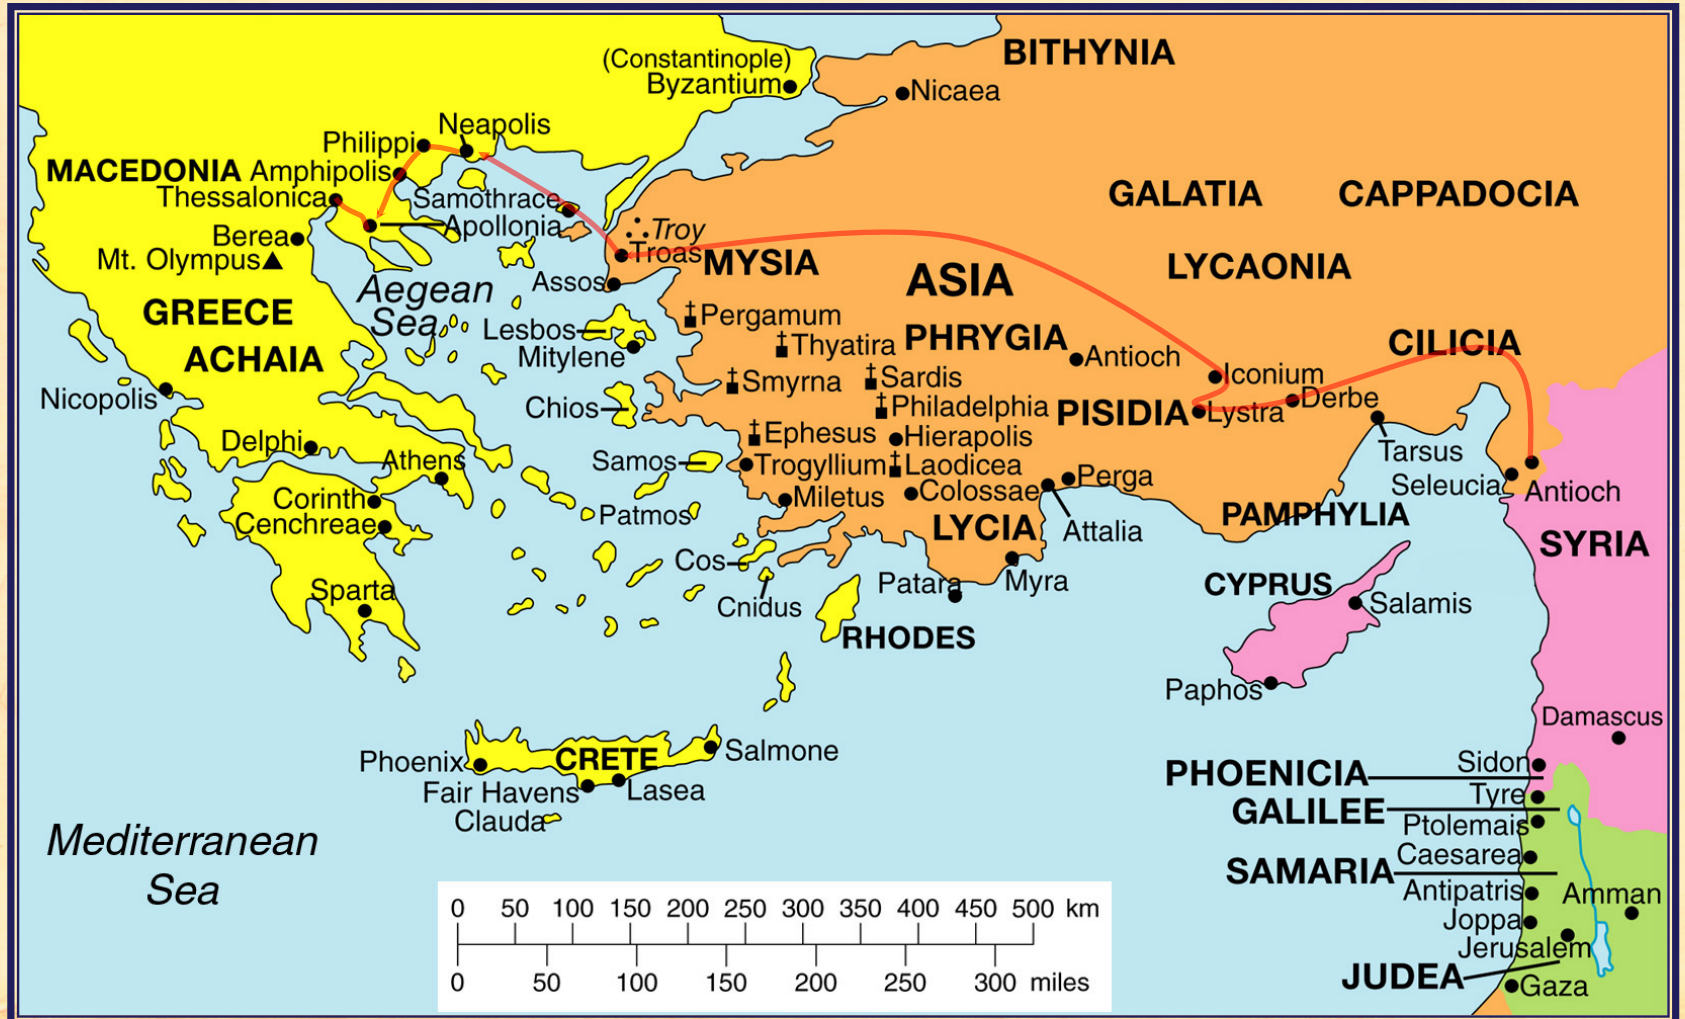 BITHYNIA
(Constantinople)
Byzantium
Nicaea
Neapolis
Philippi
MACEDONIA
Amphipolis
Thessalonica
Samothrace
Apollonia
GALATIA
CAPPADOCIA
Troy
Troas
Berea
Mt. Olympus
MYSIA
ASIA
LYCAONIA
Assos
Aegean
Sea
GREECE
Pergamum
Lesbos
Mitylene
Thyatira
PHRYGIA
CILICIA
ACHAIA
Antioch
Iconium
Smyrna
Sardis
Nicopolis
Chios
Philadelphia
PISIDIA
Lystra
Derbe
Delphi
Ephesus
Hierapolis
Tarsus
Athens
Samos
Trogyllium
Laodicea
Perga
Seleucia
Antioch
Corinth
Miletus
Colossae
Cenchreae
Patmos
LYCIA
Attalia
PAMPHYLIA
SYRIA
Cos
Sparta
Cnidus
Patara
Myra
CYPRUS
Salamis
RHODES
Paphos
Damascus
Phoenix
CRETE
Salmone
Fair Havens
Lasea
Clauda
PHOENICIA
Sidon
Tyre
GALILEE
Ptolemais
Mediterranean
Sea
Caesarea
SAMARIA
Antipatris
Amman
Joppa
Jerusalem
JUDEA
Gaza
0 50 100 150 200 250 300 350 400 450 500 km
0 50 100 150 200 250 300 miles